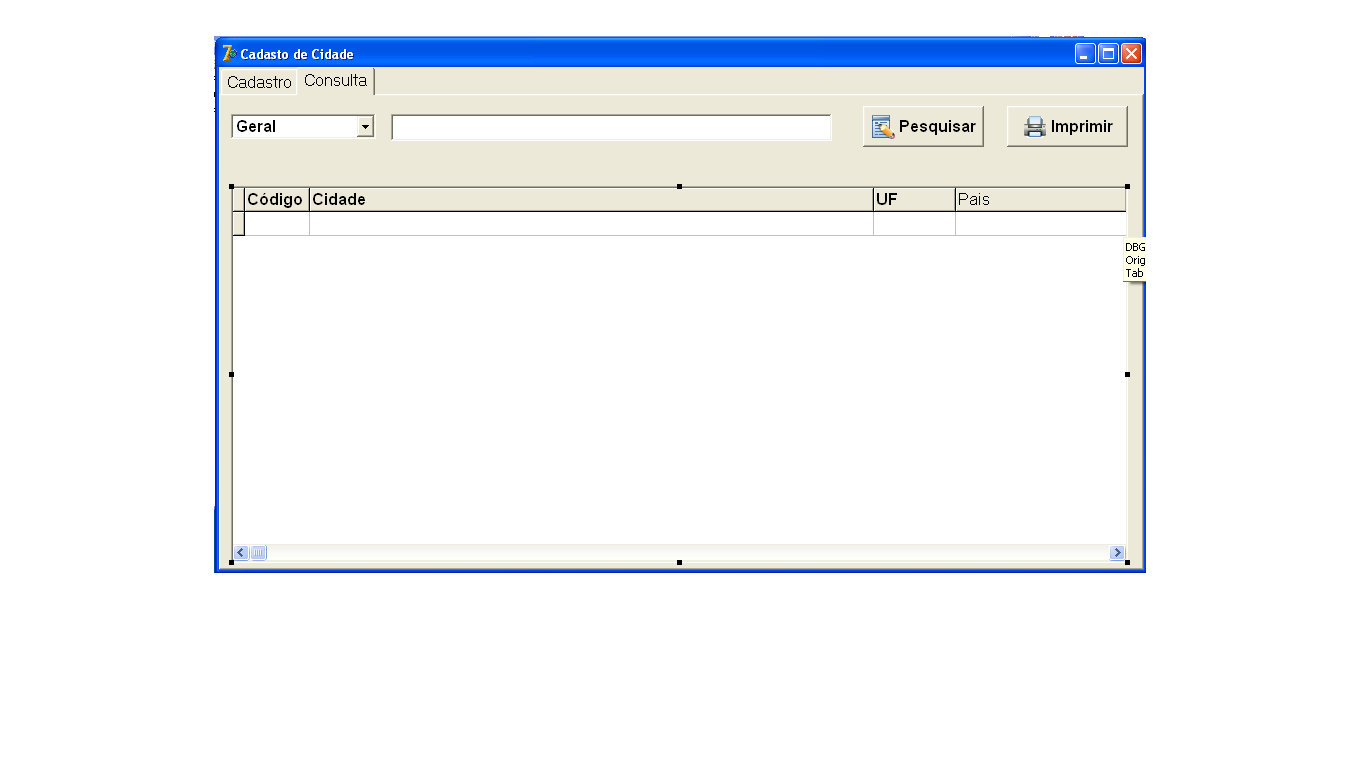 Cadasto de Cidade
Cadastro Consulta
Geral Pesquisar Imprimir
Código Cidade UF Pais
DBG
Orig
Tab